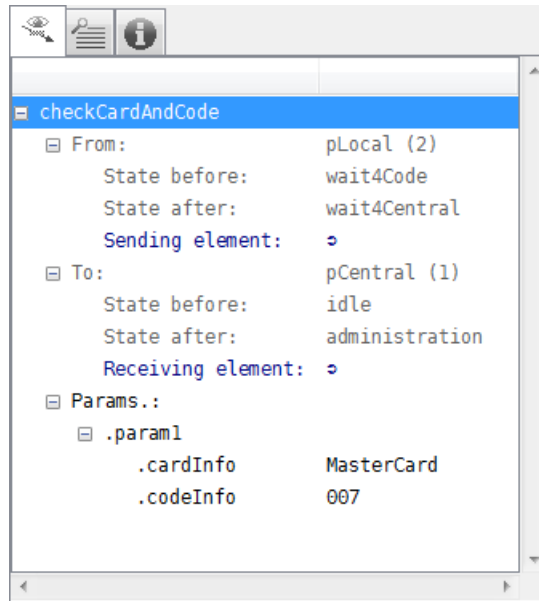 checkCardAndCode
From: pLocal (2)
State before: wait4Code
State after: wait4Central
Sending element:
To: pCentral (1)
State before: idle
State after: administration
Receiving element:
Params.:
.param1
.cardInfo MasterCard
.codeInfo 007